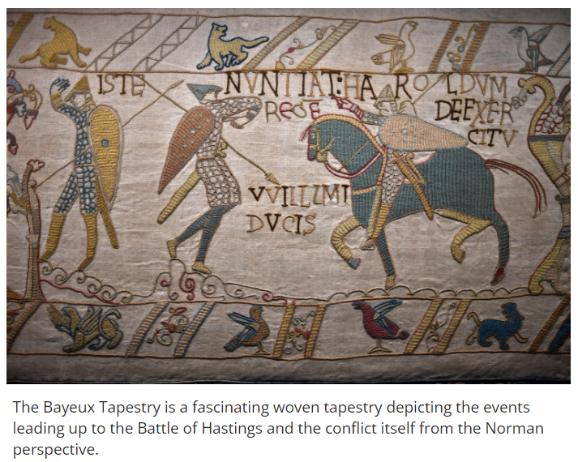 ISTE NVNTIAT:HAROLDVM
REGE DEEXER
CITV
VVILELMI
DVCIS
The Bayeux Tapestry is a fascinating woven tapestry depicting the events
leading up to the Battle of Hastings and the conflict itself from the Norman
perspective.